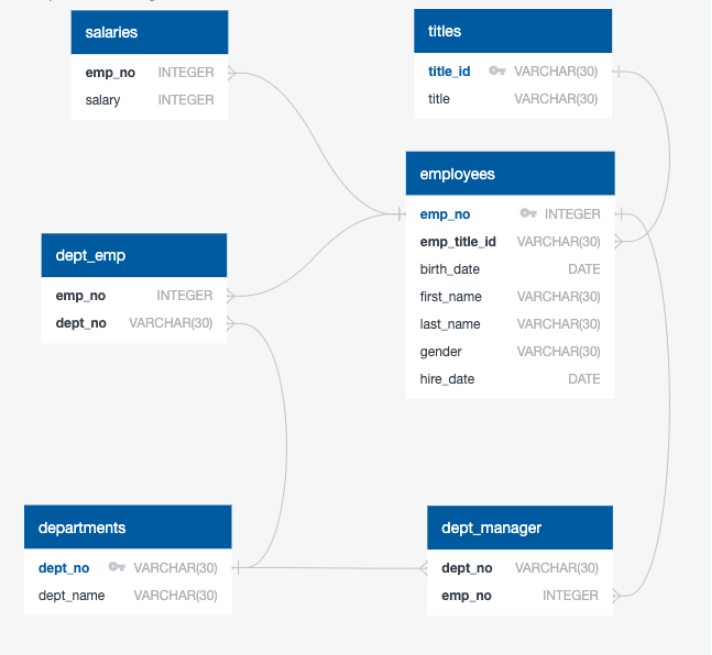 salaries
emp_no INTEGER
salary INTEGER
titles
title_id VARCHAR(30)
title VARCHAR(30)
employees
emp_no INTEGER
emp_title_id VARCHAR(30)
birth_date DATE
first_name VARCHAR(30)
last_name VARCHAR(30)
gender VARCHAR(30)
hire_date DATE
dept_emp
emp_no INTEGER
dept_no VARCHAR(30)
departments
dept_no VARCHAR(30)
dept_name VARCHAR(30)
dept_manager
dept_no VARCHAR(30)
emp_no INTEGER